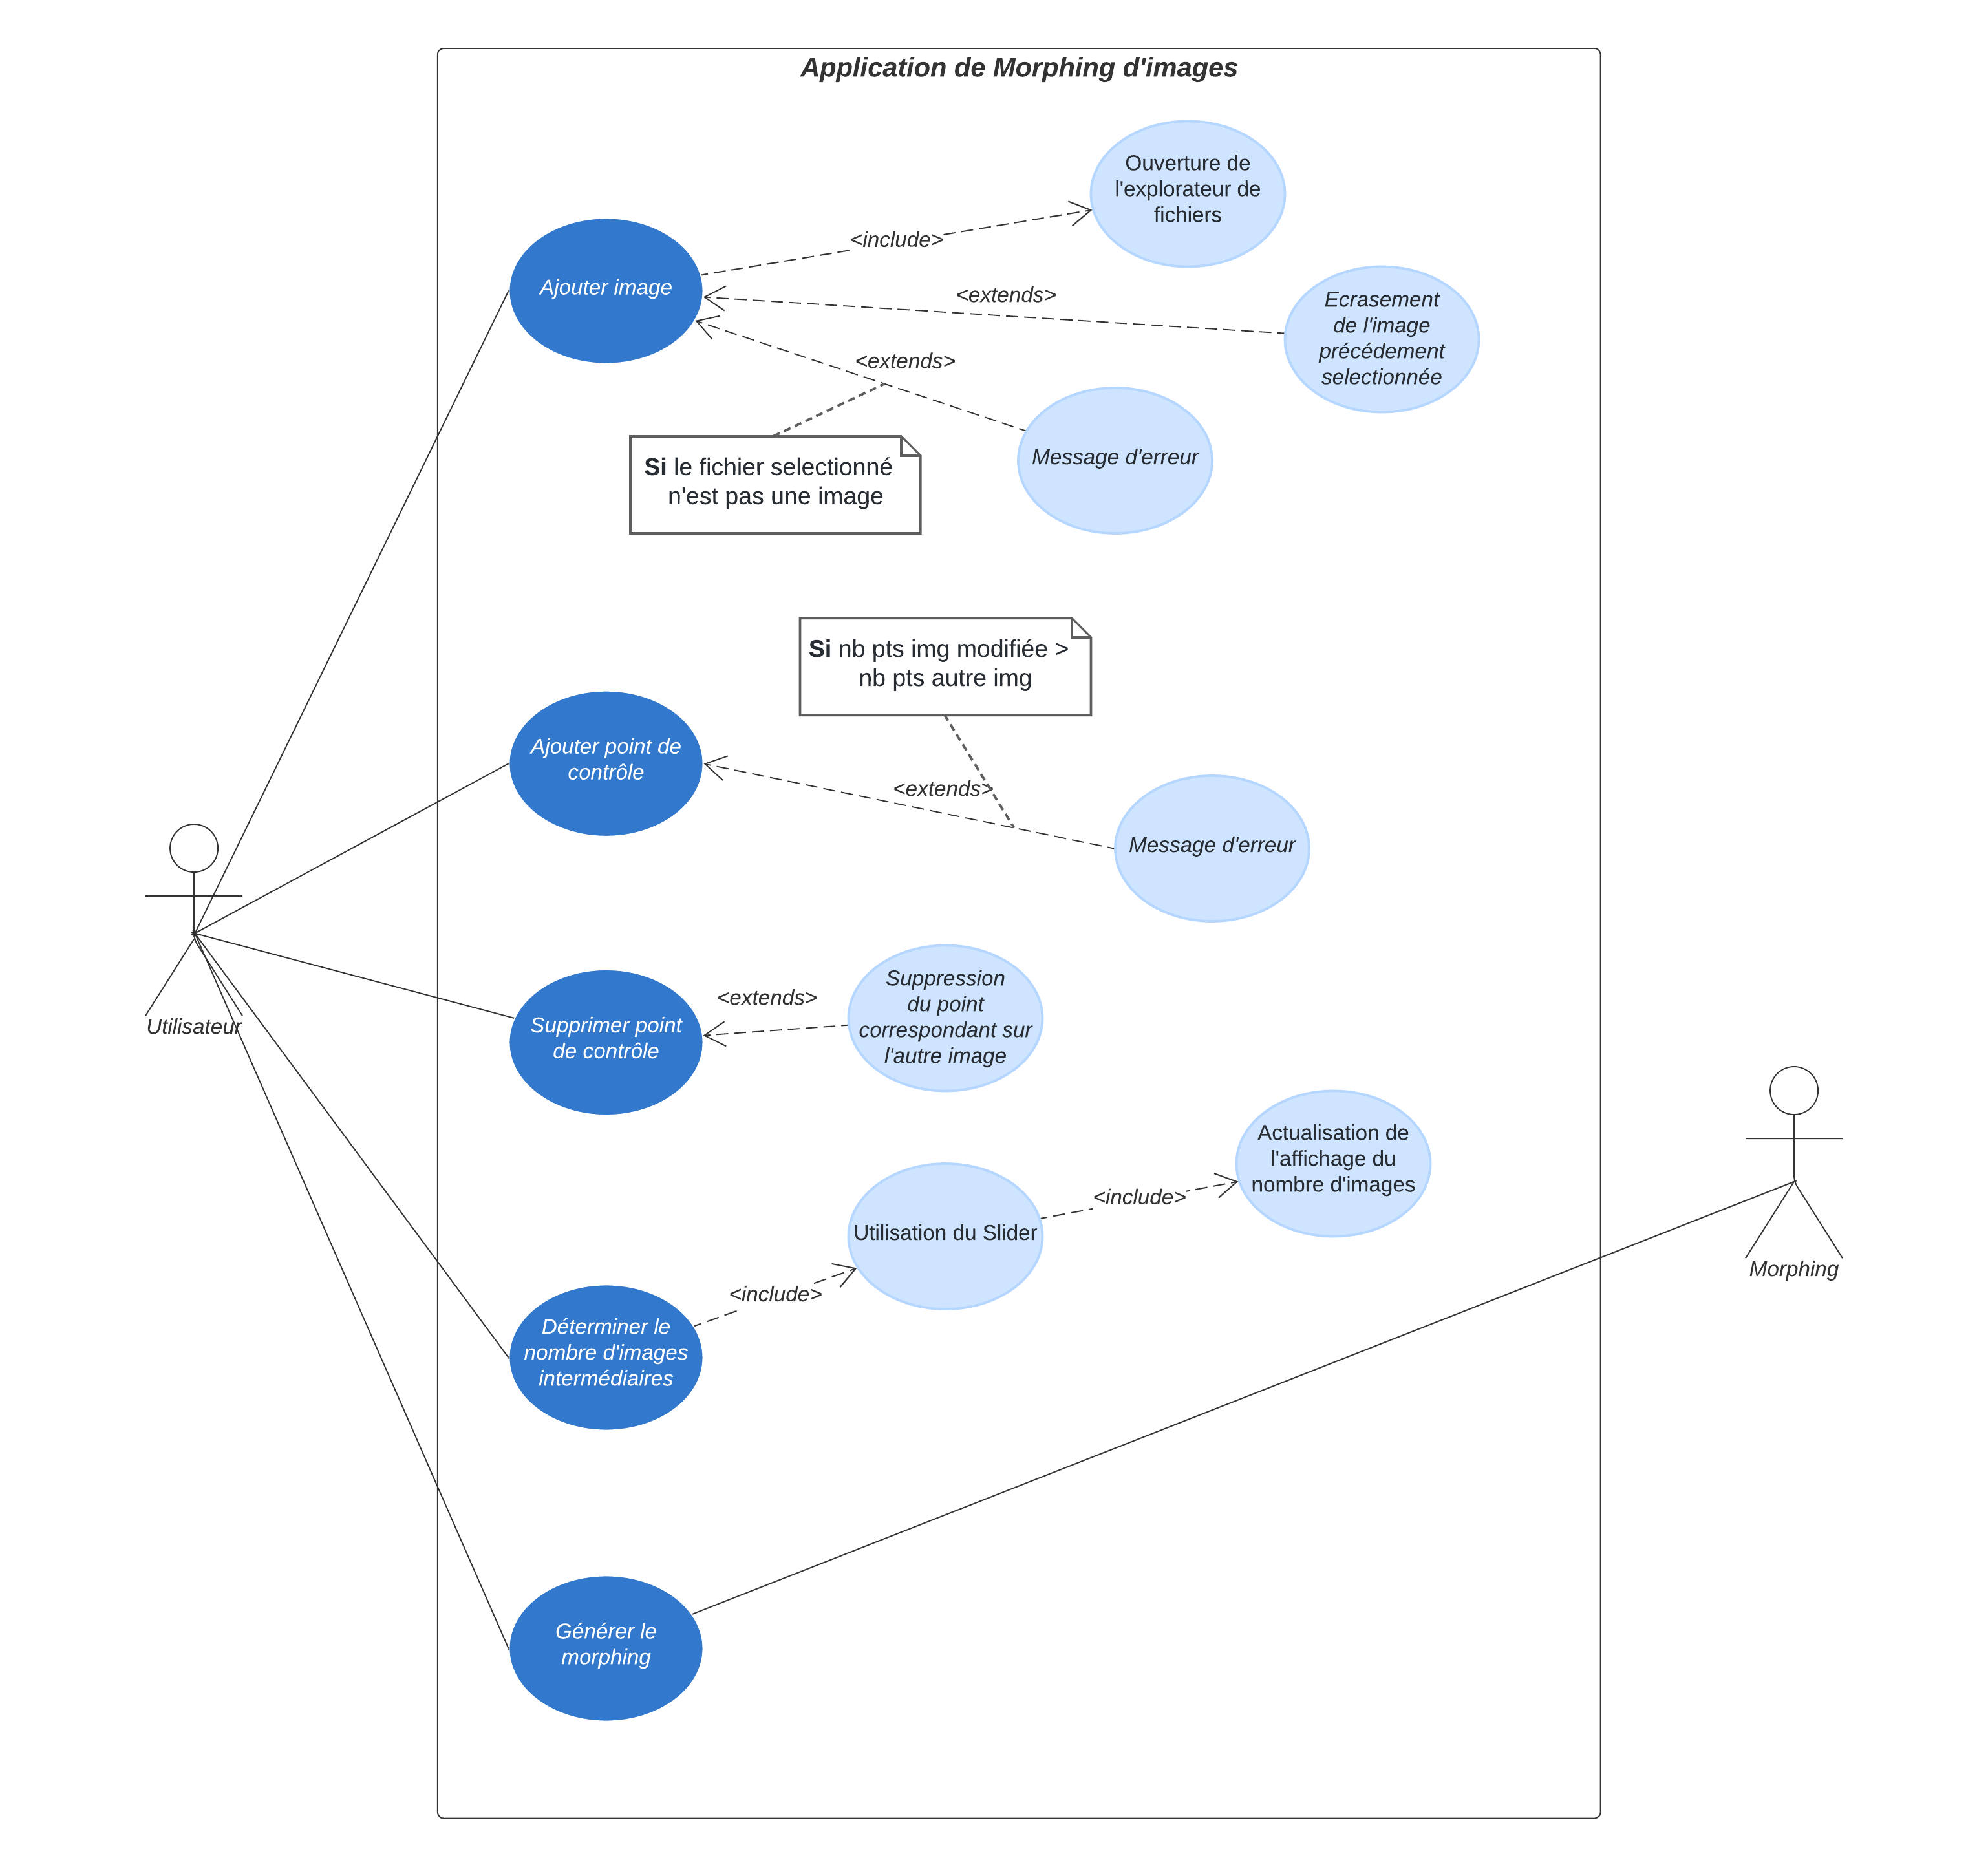 Application de Morphing d'images
Ouverture de
l'explorateur de
fichiers
<include>
Ajouter image
<extends>
Ecrasement
de l'image
précédement
selectionnée
<extends>
Message d'erreur
Si le fichier selectionné
n'est pas une image
Si nb pts img modifiée >
nb pts autre img
Ajouter point de
contrôle
<extends>
Message d'erreur
Utilisateur
Supprimer point
de contrôle
<extends>
Suppression
du point
correspondant sur
l'autre image
Actualisation de
l'affichage du
nombre d'images
<include>
Utilisation du Slider
<include>
Morphing
Déterminer le
nombre d'images
intermédiaires
Générer le
morphing